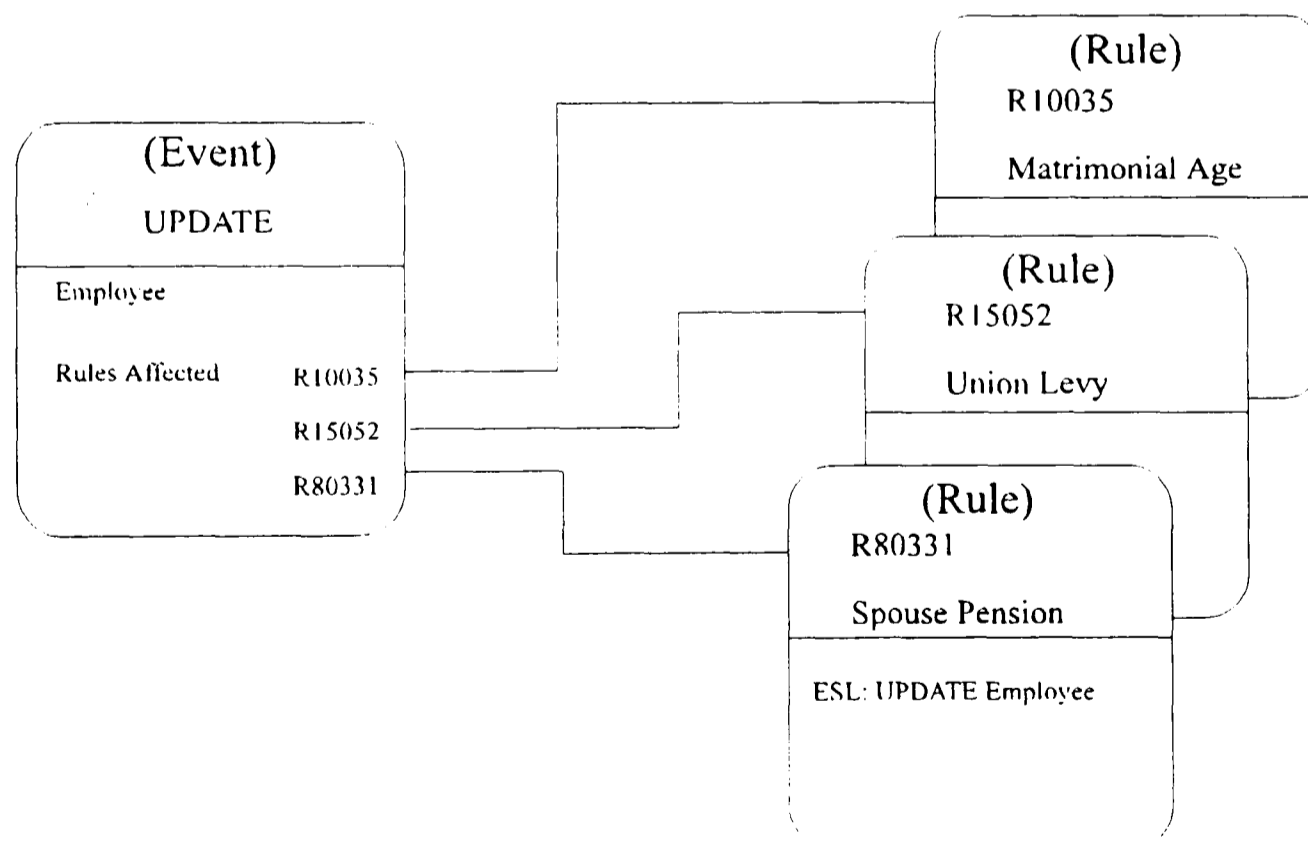 (Event)
UPDATE
Employee
Rules Affected R10035
R15052
R80331
(Rule)
R10035
Matrimonial Age
(Rule)
R15052
Union Levy
(Rule)
R80331
Spouse Pension
ESL: UPDATE Employee